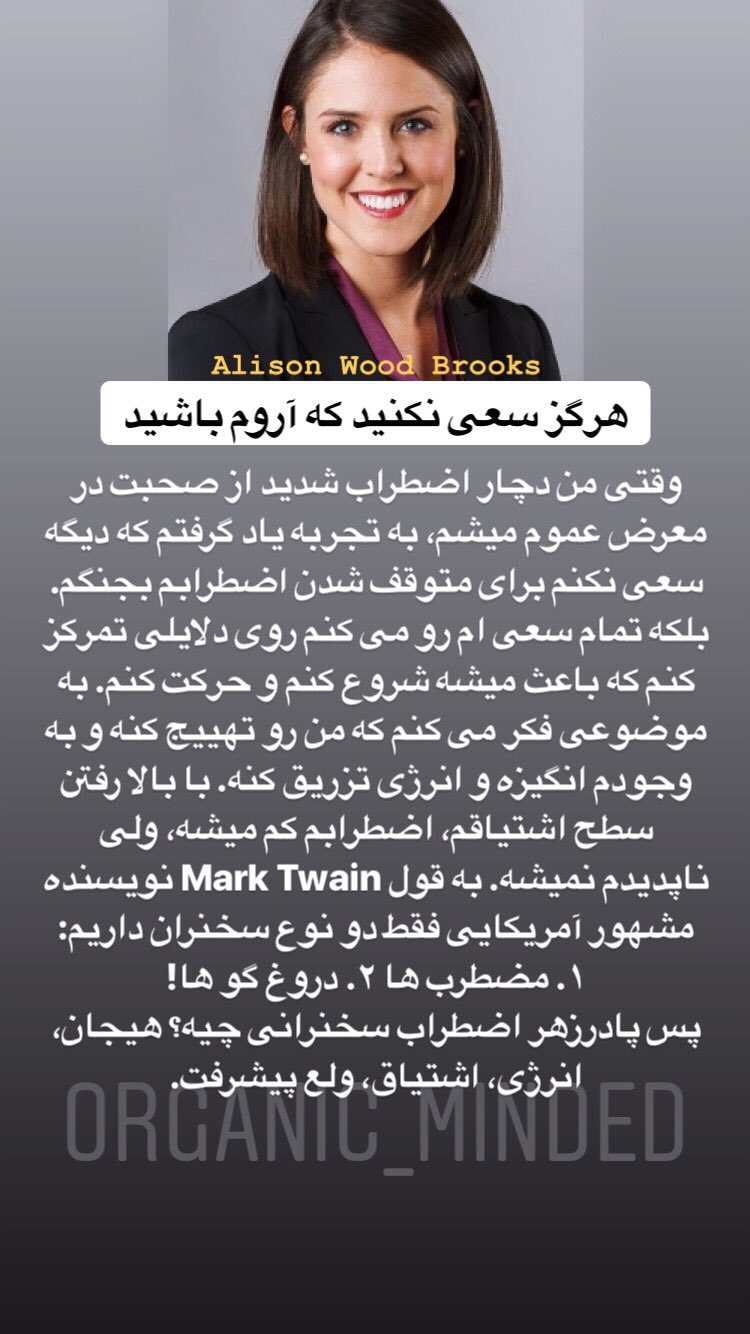 Alison Wood Brooks
هرگز سعی نکنید که آروم باشید
وقتی من دچار اضطراب شدید از صحبت در
معرض عموم میشم، به تجربه یاد گرفتم که دیگه
سعی نکنم برای متوقف شدن اضطرابم بجنگم.
بلکه تمام سعی ام رو می کنم روی دلایلی تمرکز
کنم که باعث میشه شروع کنم و حرکت کنم. به
موضوعی فکر می کنم که من رو تهییج کنه و به
وجودم انگیزه و انرژی تزریق کنه. با بالا رفتن
سطح اشتیاقم، اضطرابم کم میشه، ولی
ناپدیدم نمیشه. به قول Mark Twain نویسنده
مشهور آمریکایی فقط دو نوع سخنران داریم:
۱. مضطرب ها ۲. دروغ گو ها!
پس پادرزهر اضطراب سخنرانی چیه؟ هیجان،
انرژی، اشتیاق، ولع پیشرفت.
ORGANIC_MINDED